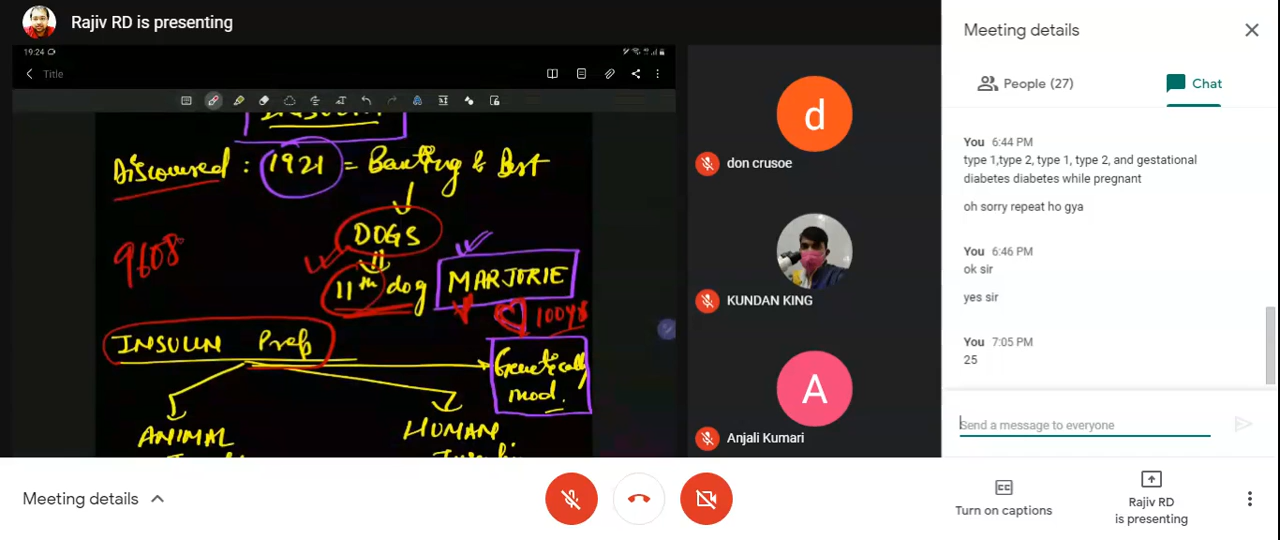 Rajiv RD is presenting
19:24
Title
INSULIN
Discovered : 1921 = Banting & Best
DOGS
9608
11th dog
MARJORIE
100 yrs
INSULIN Prep
Genetically
mod.
ANIMAL
HUMAN
d
don crusoe
KUNDAN KING
A
Anjali Kumari
Meeting details
People (27)
Chat
You 6:44 PM
type 1,type 2, type 1, type 2, and gestational
diabetes diabetes while pregnant
oh sorry repeat ho gya
You 6:46 PM
ok sir
yes sir
You 7:05 PM
25
Send a message to everyone
Meeting details
CC
Turn on captions
Rajiv RD
is presenting